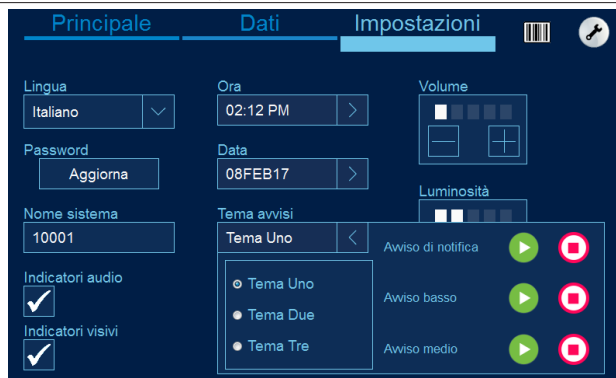 Principale
Dati
Impostazioni
Lingua
Italiano
Password
Aggiorna
Nome sistema
10001
Indicatori audio
Indicatori visivi
Ora
02:12 PM
Data
08FEB17
Tema avvisi
Tema Uno
Tema Uno
Tema Due
Tema Tre
Volume
Luminosità
Avviso di notifica
Avviso basso
Avviso medio